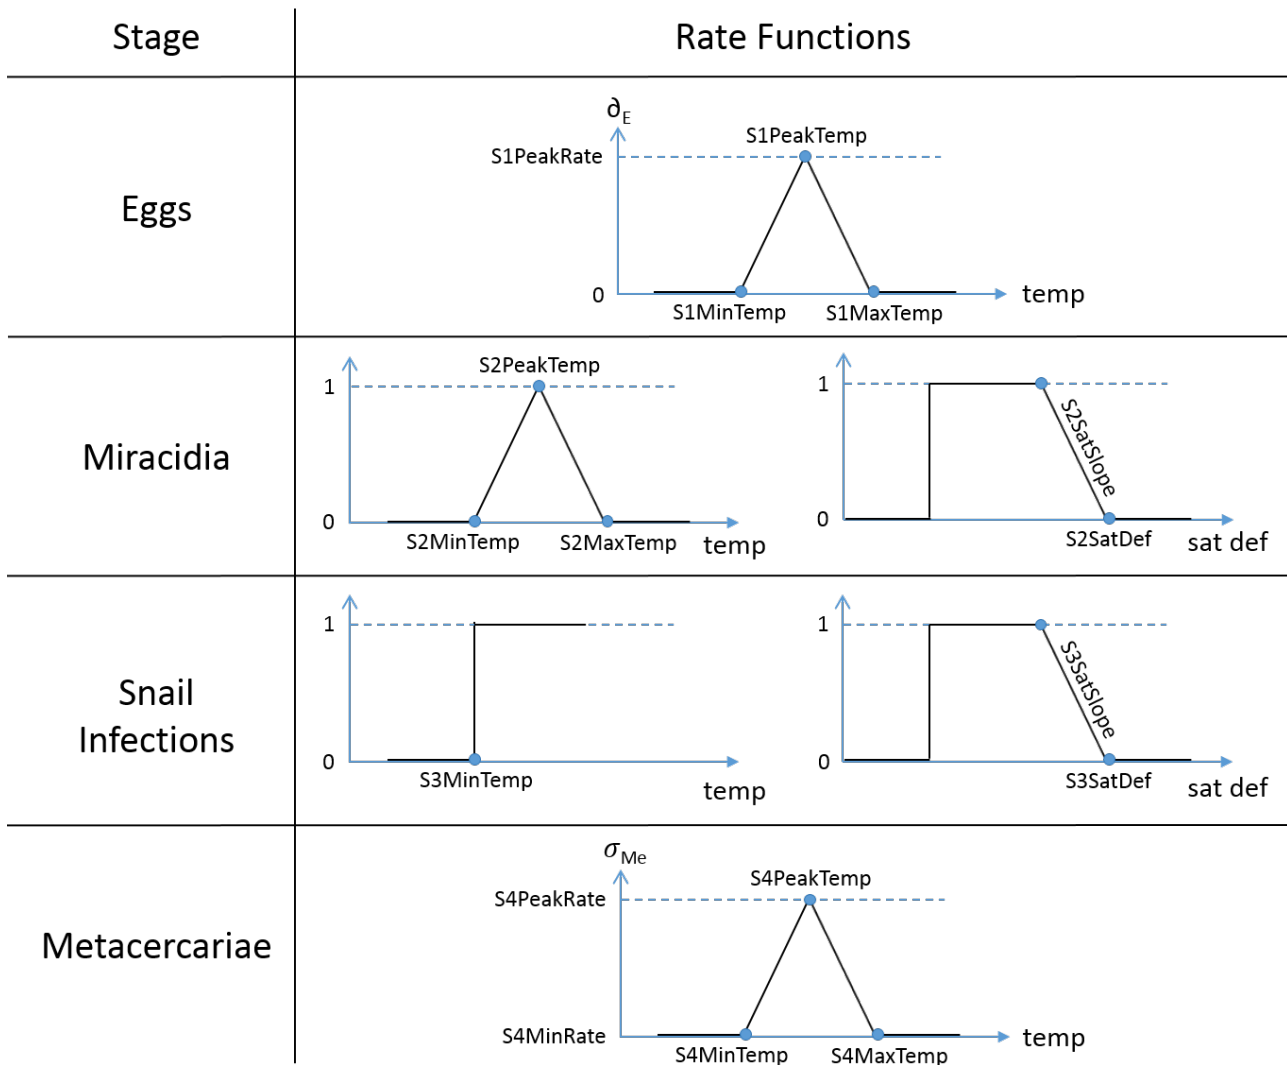 Stage
Rate Functions
Eggs
∂E
S1PeakTemp
S1PeakRate
0
S1MinTemp
S1MaxTemp
temp
Miracidia
S2PeakTemp
1
0
S2MinTemp
S2MaxTemp
temp
1
S2SatSlope
0
S2SatDef
sat def
Snail
Infections
1
0
S3MinTemp
temp
1
S3SatSlope
0
S3SatDef
sat def
Metacercariae
σMe
S4PeakTemp
S4PeakRate
S4MinRate
S4MinTemp
S4MaxTemp
temp